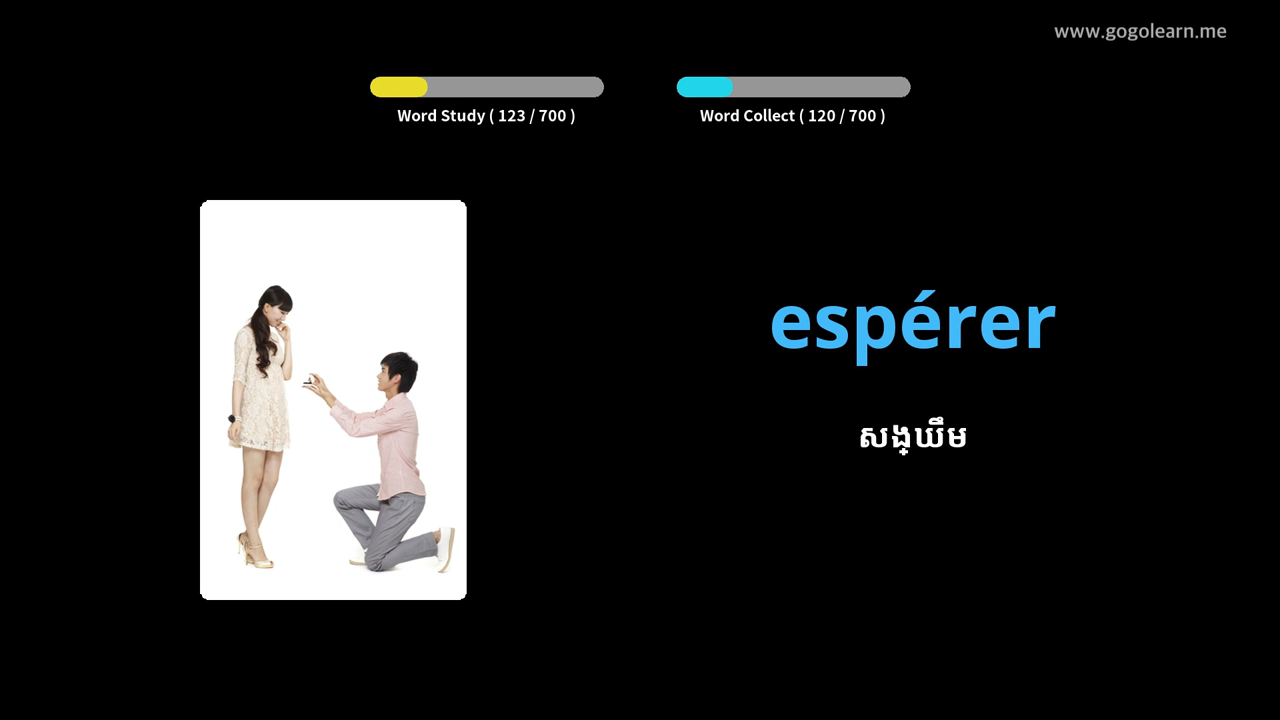 www.gogolearn.me
Word Study ( 123 / 700 )
Word Collect ( 120 / 700 )
espérer
សង្ឃឹម